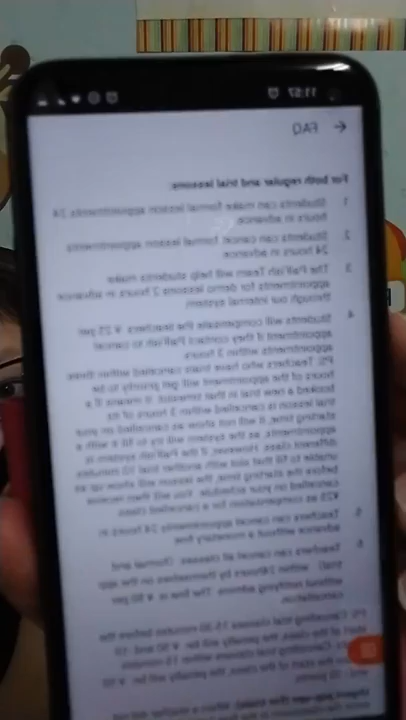 11:57
← FAQ
For both regular and trial lessons:
1. Students can make formal lesson appointments 24
hours in advance.
2. Students can cancel formal lesson appointments
24 hours in advance.
3. The PalFish Team will help students make
appointments for demo lessons 2 hours in advance
through our internal system.
4. Students will compensate the teachers ¥25 per
appointment if they contact PalFish to cancel
appointments within 3 hours.
PS: Teachers who have trials cancelled within three
hours of the appointment will get priority to be
booked a new trial in that timeslot. It means if a
trial lesson is cancelled within 3 hours of its
starting time, it will not show as cancelled on your
appointments, as the system will try to fill it with a
different class. However, if the PalFish system is
unable to fill that slot with another trial 10 minutes
before the starting time, the lesson will show up as
cancelled on your schedule. You will then receive
¥25 as compensation for a cancelled class.
5. Teachers can cancel appointments 24 hours in
advance without a monetary fine.
6. Teachers can cancel all classes (formal and
trial) within 24hours by themselves on the app
without notifying admins. The fine is ¥50 per
cancellation.
PS: Cancelling trial classes 15-30 minutes before the
start of the class, the penalty will be: ¥50 and -10
Cancelling trial classes within 15 minutes
the start of the class, the penalty will be: ¥50